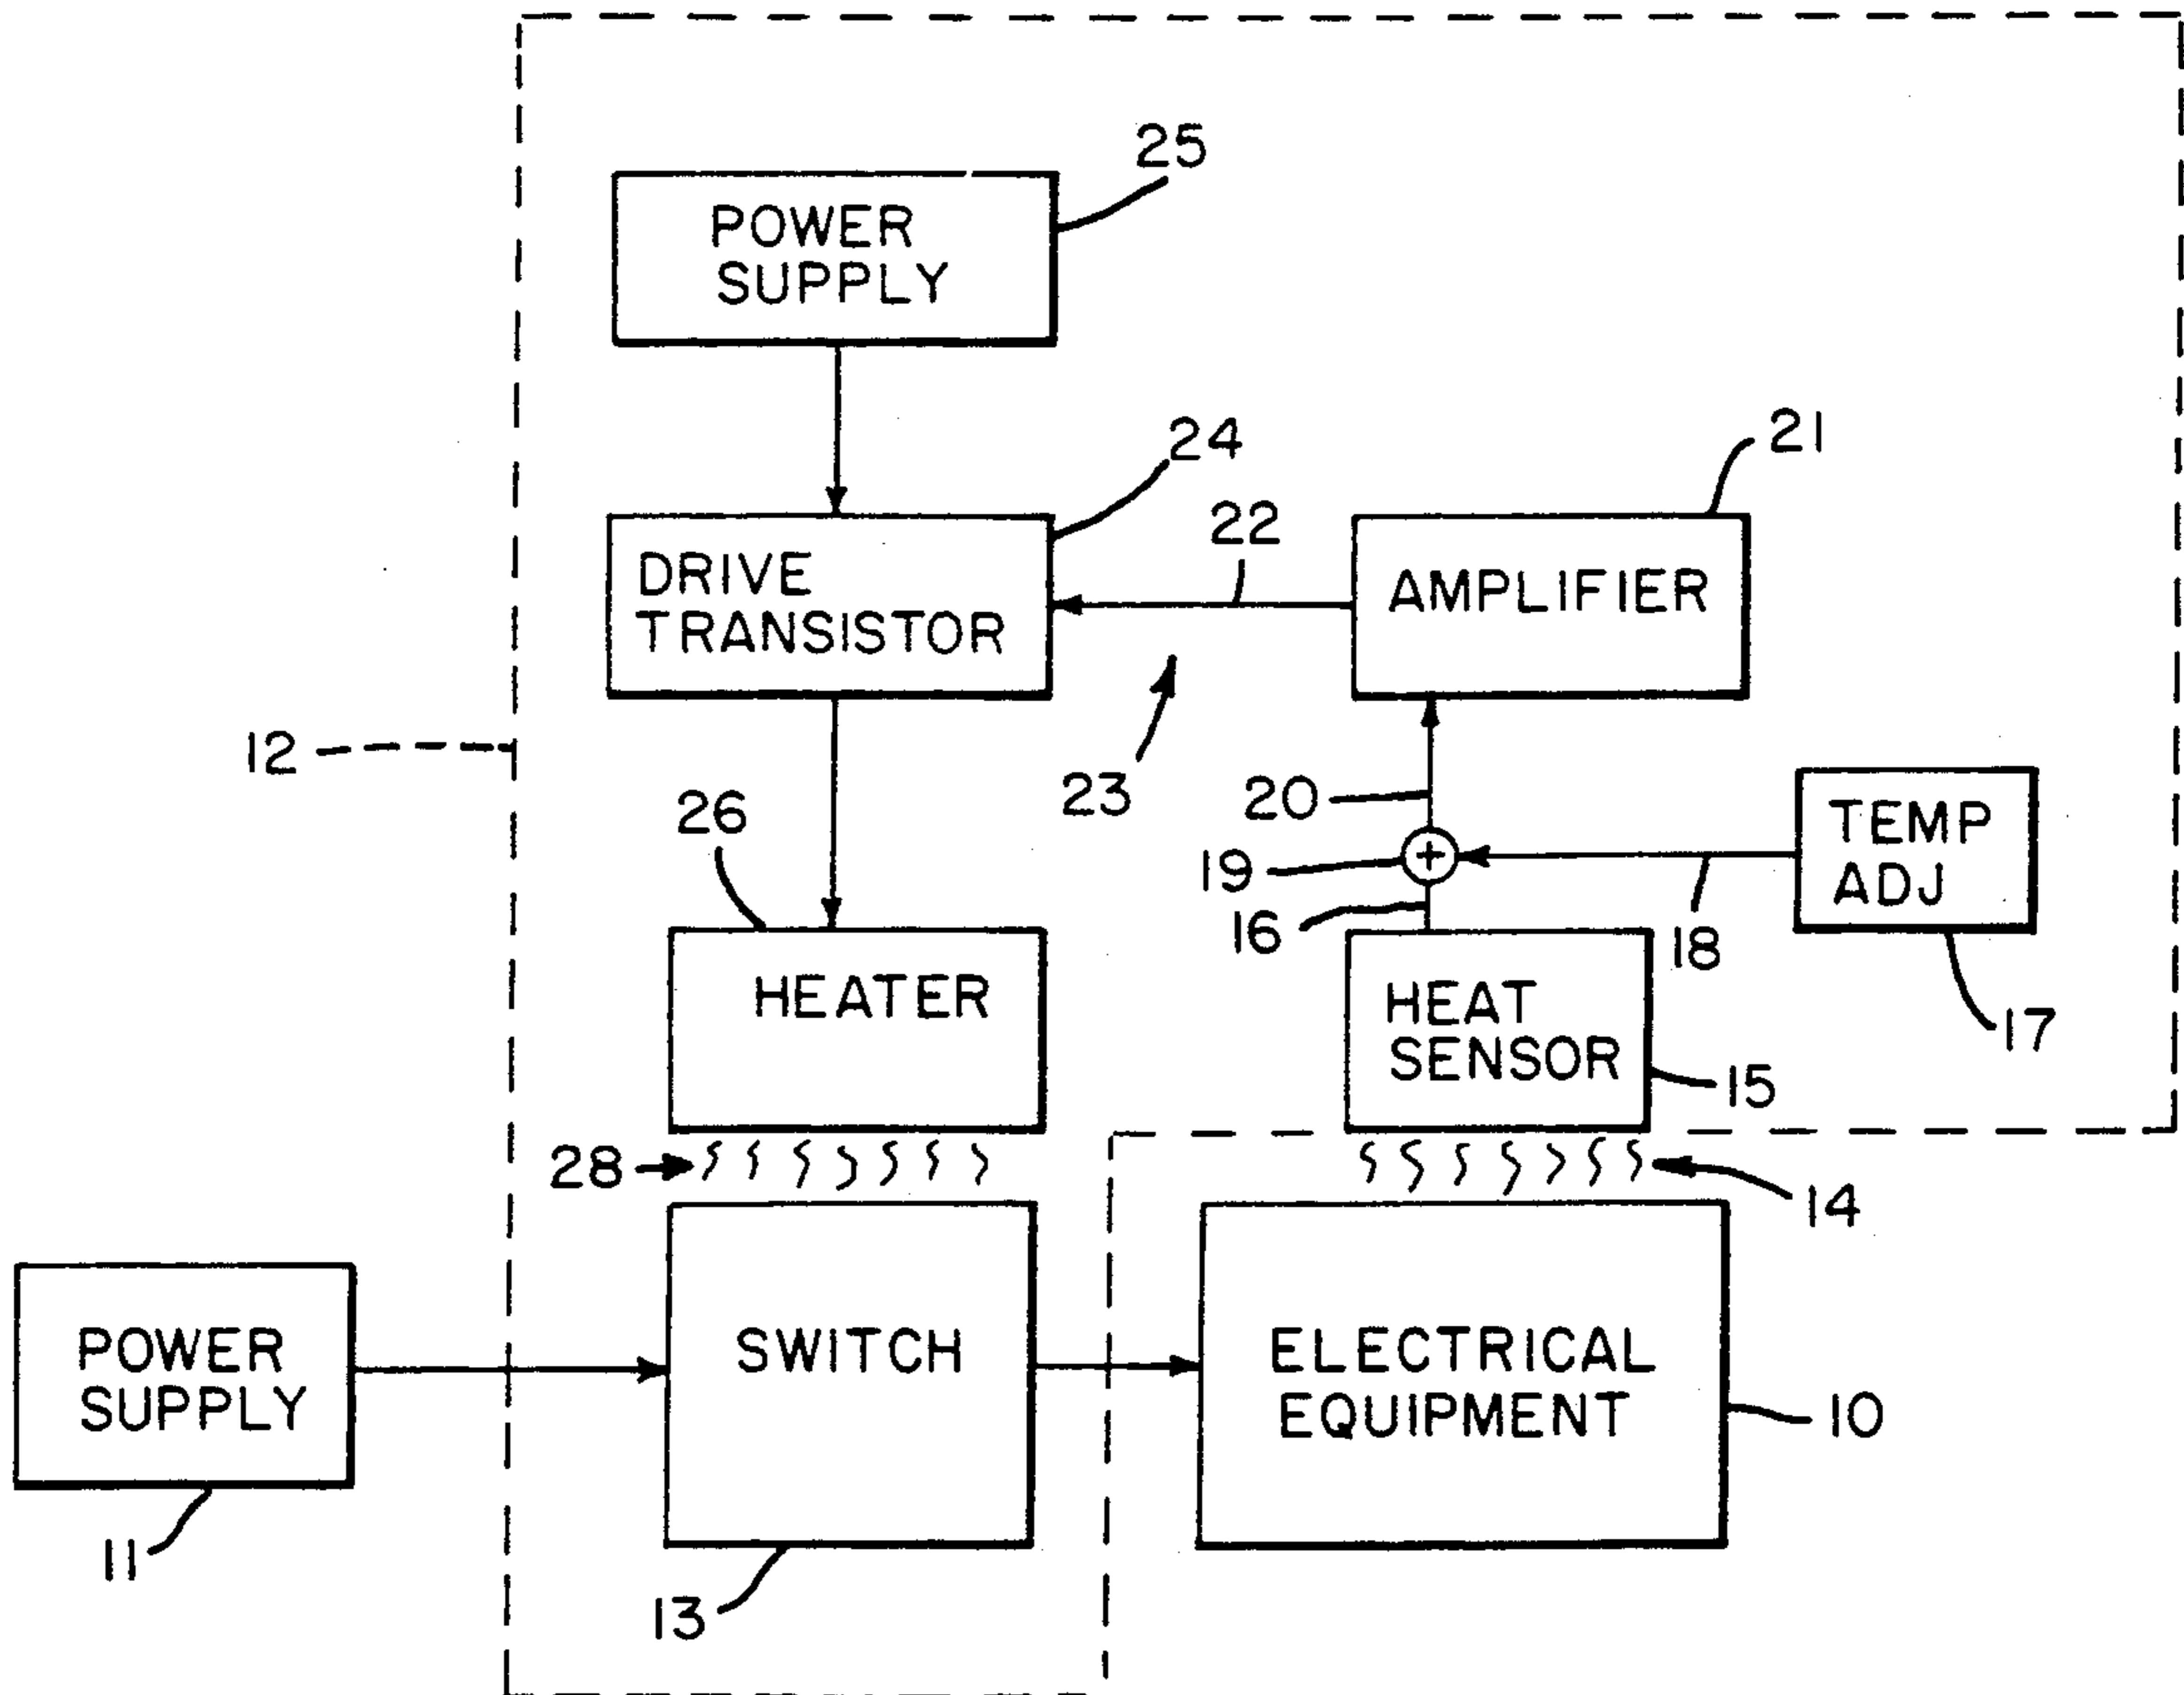 25
POWER
SUPPLY
24
21
22
DRIVE
TRANSISTOR
AMPLIFIER
12
23
26
20
TEMP
ADJ
19
16
18
HEATER
HEAT
SENSOR
17
15
28
14
POWER
SUPPLY
SWITCH
ELECTRICAL
EQUIPMENT
10
11
13
+